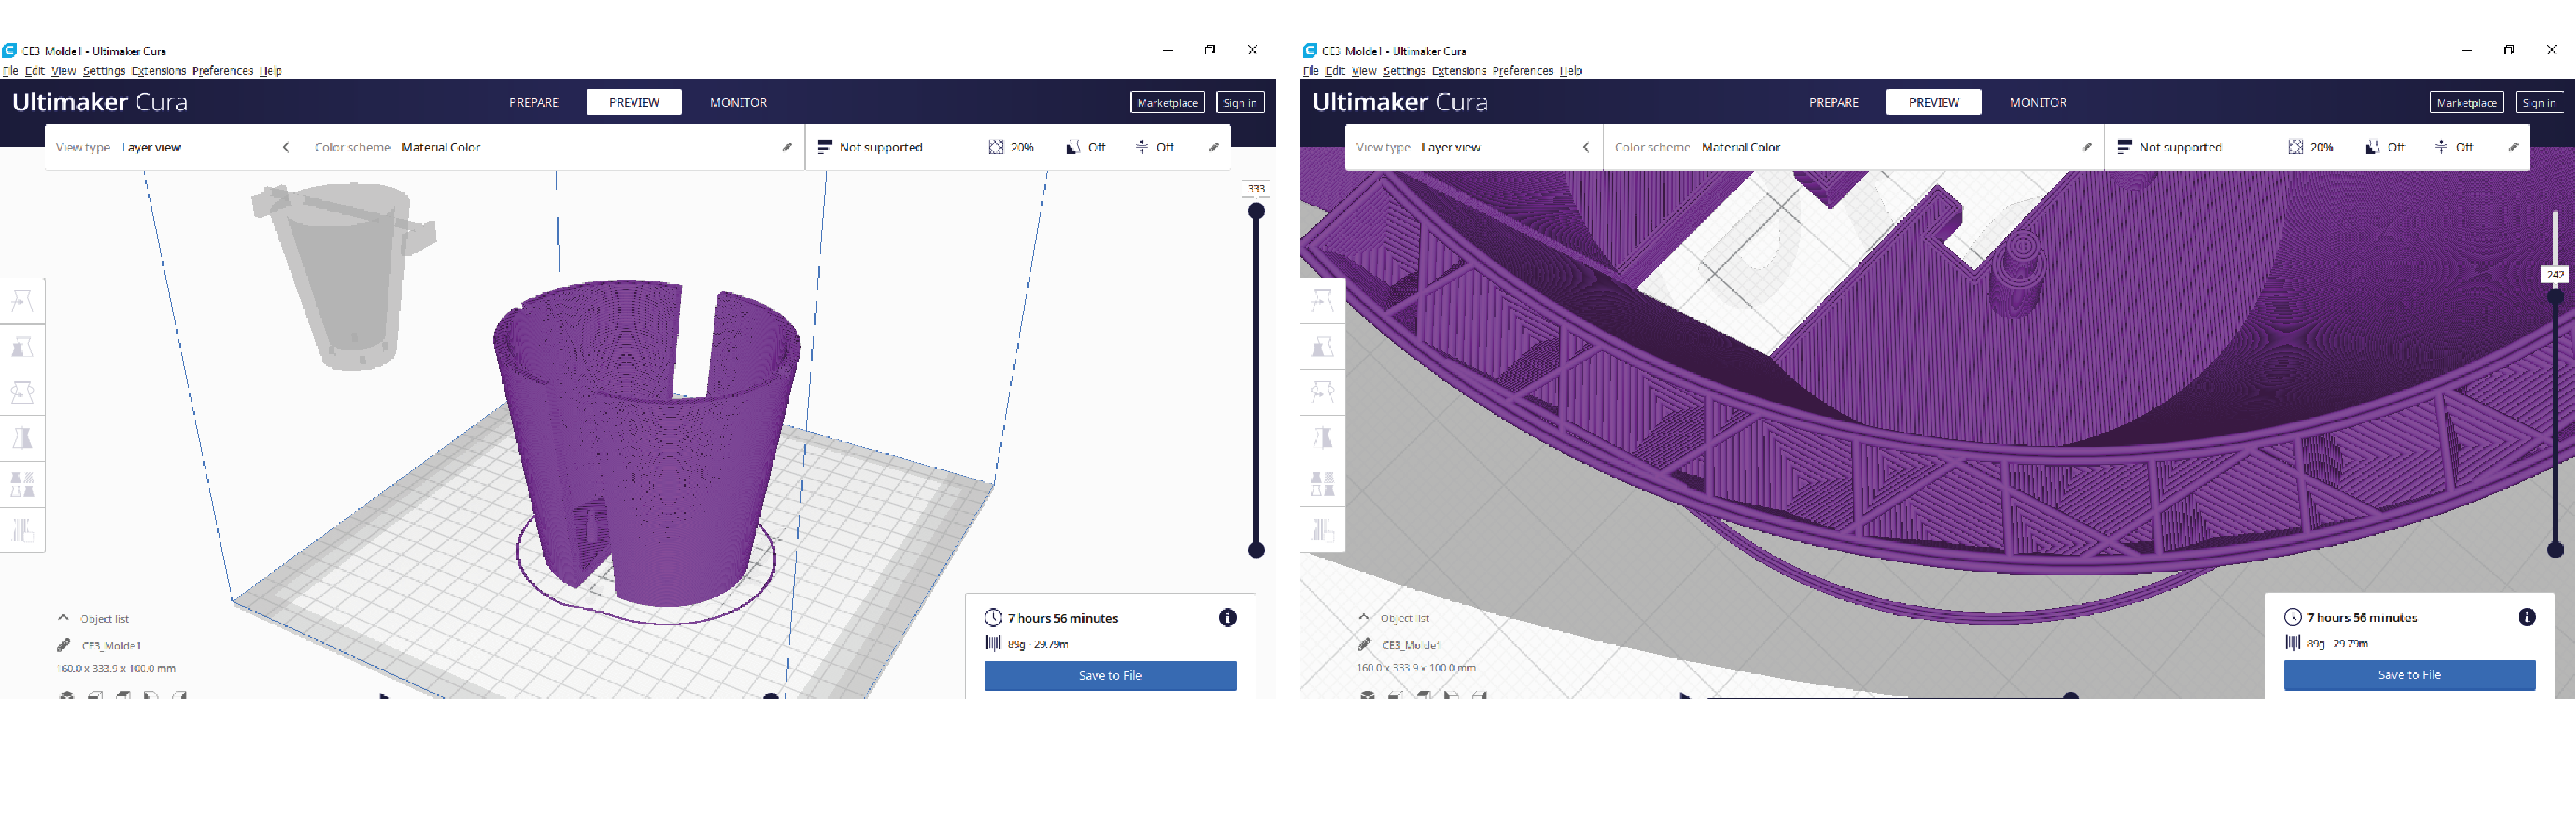 CE3_Molde1 - Ultimaker Cura
File Edit View Settings Extensions Preferences Help
Ultimaker Cura
PREPARE
PREVIEW
MONITOR
Marketplace
Sign in
View type Layer view
Color scheme Material Color
Not supported
20%
Off
Off
333
Object list
CE3_Molde1
160.0 x 333.9 x 100.0 mm
7 hours 56 minutes
89g · 29.79m
Save to File
CE3_Molde1 - Ultimaker Cura
File Edit View Settings Extensions Preferences Help
Ultimaker Cura
PREPARE
PREVIEW
MONITOR
Marketplace
Sign in
View type Layer view
Color scheme Material Color
Not supported
20%
Off
Off
242
Object list
CE3_Molde1
160.0 x 333.9 x 100.0 mm
7 hours 56 minutes
89g · 29.79m
Save to File